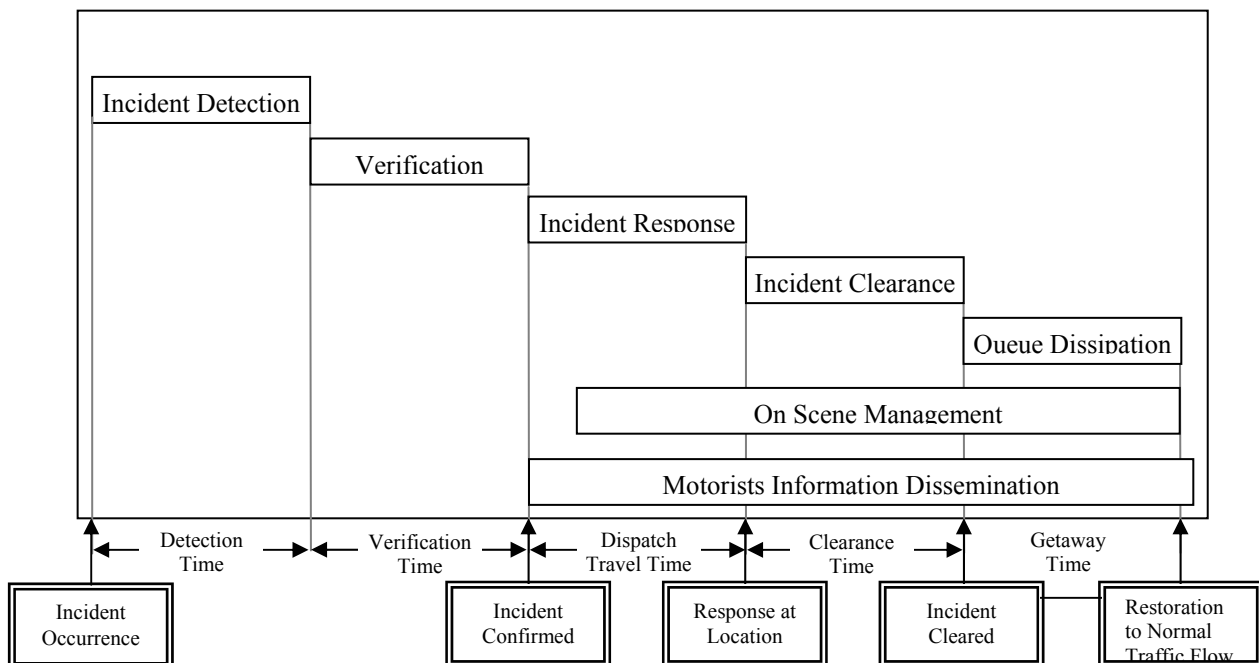 Incident Detection
Verification
Incident Response
Incident Clearance
Queue Dissipation
On Scene Management
Motorists Information Dissemination
Detection
Time
Verification
Time
Dispatch
Travel Time
Clearance
Time
Getaway
Time
Incident
Occurrence
Incident
Confirmed
Response at
Location
Incident
Cleared
Restoration
to Normal
Traffic Flow